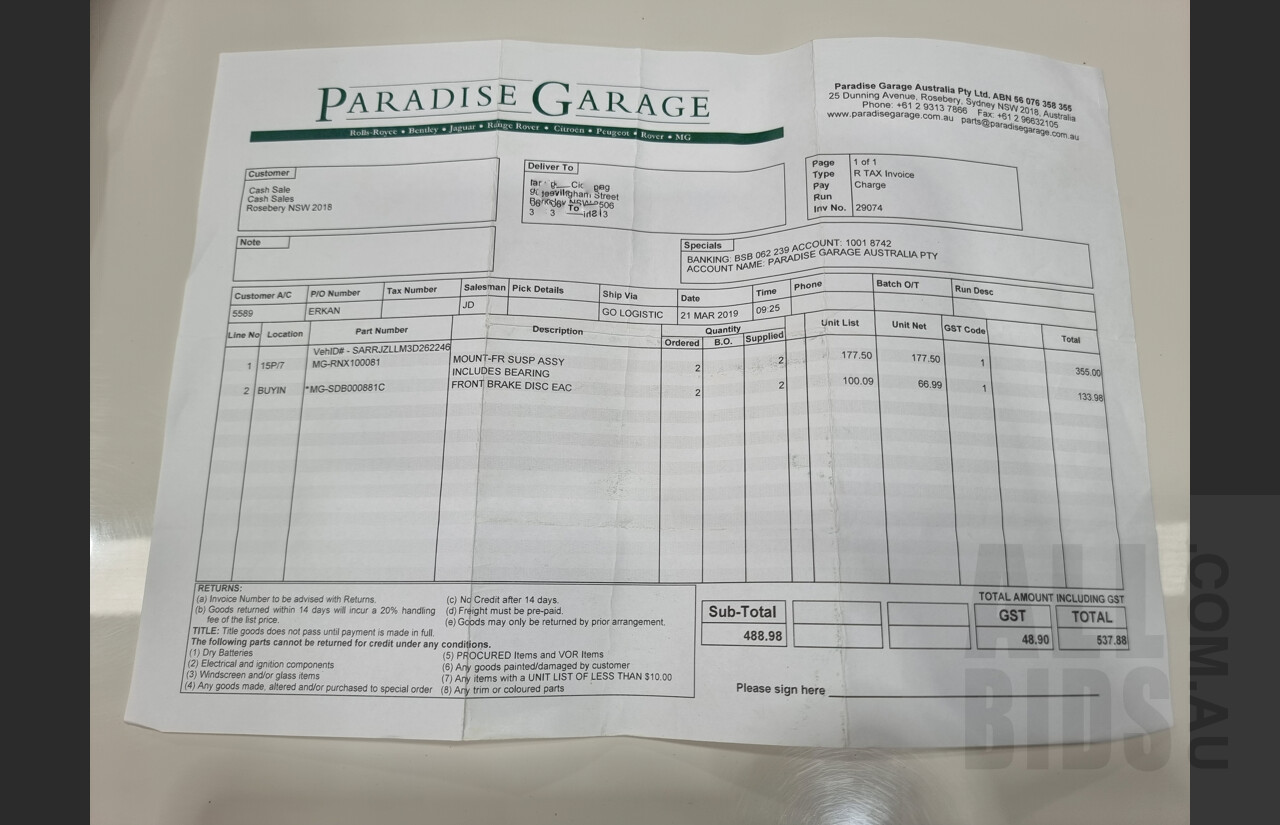 PARADISE GARAGE
Rolls-Royce • Bentley • Jaguar • Range Rover • Citroën • Peugeot • Rover • MG
Paradise Garage Australia Pty Ltd. ABN 56 076 358 355
25 Dunning Avenue, Rosebery, Sydney NSW 2018, Australia
Phone: +61 2 9313 7866 Fax: +61 2 96632105
www.paradisegarage.com.au parts@paradisegarage.com.au
Customer
Cash Sale
Cash Sales
Rosebery NSW 2018
Deliver To
Street
To
Page 1 of 1
Type R TAX Invoice
Pay Charge
Run
Inv No. 29074
Note
Specials
BANKING: BSB 062 239 ACCOUNT: 1001 8742
ACCOUNT NAME: PARADISE GARAGE AUSTRALIA PTY
Customer A/C P/O Number Tax Number Salesman Pick Details Ship Via Date Time Phone Batch O/T Run Desc
5589 ERKAN JD GO LOGISTIC 21 MAR 2019 09:25
Line No Location Part Number Description Quantity Unit List Unit Net GST Code Total
Ordered B.O. Supplied
VehID# - SARRJZLLM3D262246
1 15P/7 MG-RNX100081 MOUNT-FR SUSP ASSY 2 2 177.50 177.50 1 355.00
INCLUDES BEARING
2 BUYIN *MG-SDB000881C FRONT BRAKE DISC EAC 2 2 100.09 66.99 1 133.98
RETURNS:
(a) Invoice Number to be advised with Returns. (c) No Credit after 14 days.
(b) Goods returned within 14 days will incur a 20% handling (d) Freight must be pre-paid.
fee of the list price. (e) Goods may only be returned by prior arrangement.
TITLE: Title goods does not pass until payment is made in full.
The following parts cannot be returned for credit under any conditions.
(1) Dry Batteries (5) PROCURED Items and VOR Items
(2) Electrical and ignition components (6) Any goods painted/damaged by customer
(3) Windscreen and/or glass items (7) Any items with a UNIT LIST OF LESS THAN $10.00
(4) Any goods made, altered and/or purchased to special order (8) Any trim or coloured parts
TOTAL AMOUNT INCLUDING GST
Sub-Total GST TOTAL
488.98 48.90 537.88
Please sign here
ALL
BIDS
.COM.AU